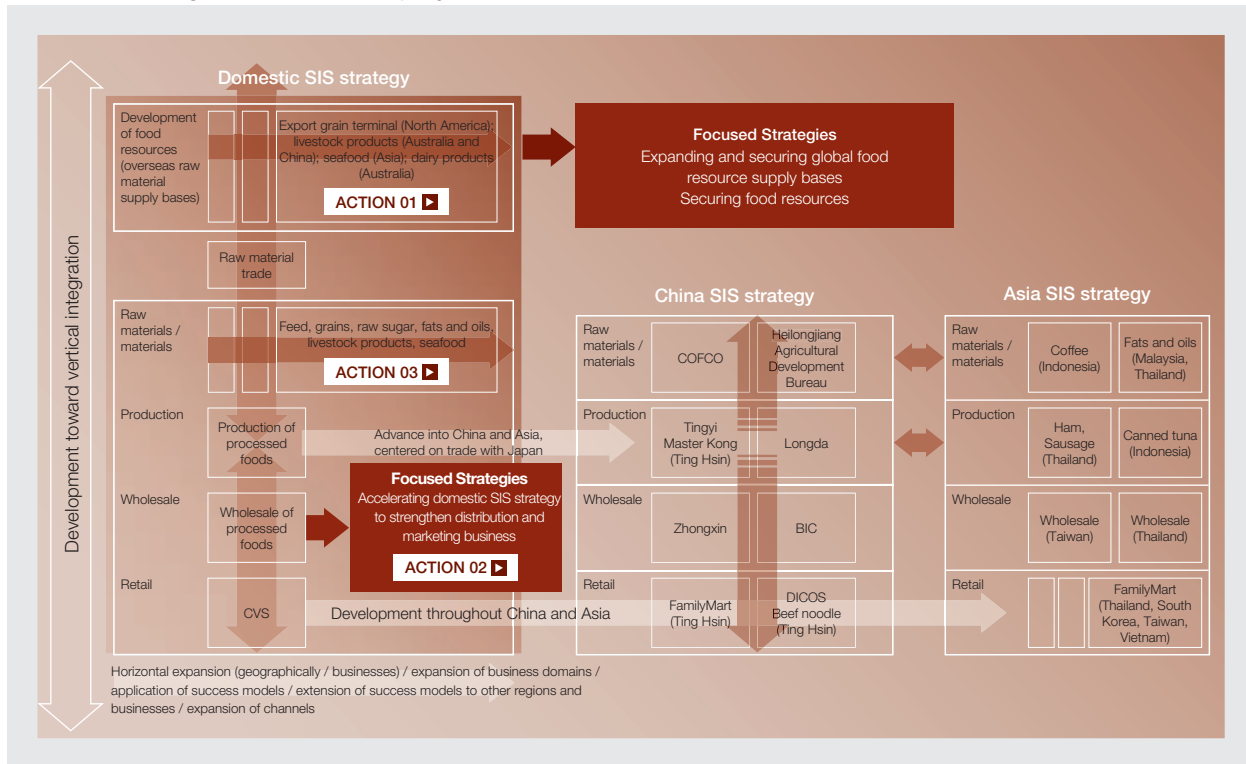 Domestic SIS strategy
Development toward vertical integration
Development
of food
resources
(overseas raw
material
supply bases)
Export grain terminal (North America);
livestock products (Australia and
China); seafood (Asia); dairy products
(Australia)
ACTION 01
Focused Strategies
Expanding and securing global food
resource supply bases
Securing food resources
Raw material
trade
Raw
materials /
materials
Feed, grains, raw sugar, fats and oils,
livestock products, seafood
ACTION 03
Production
Production of
processed
foods
Advance into China and Asia,
centered on trade with Japan
Wholesale
Wholesale of
processed
foods
Focused Strategies
Accelerating domestic SIS strategy
to strengthen distribution and
marketing business
ACTION 02
Retail
CVS
Development throughout China and Asia
China SIS strategy
Raw
materials /
materials
COFCO
Heilongjiang
Agricultural
Development
Bureau
Production
Tingyi
Master Kong
(Ting Hsin)
Longda
Wholesale
Zhongxin
BIC
Retail
FamilyMart
(Ting Hsin)
DICOS
Beef noodle
(Ting Hsin)
Asia SIS strategy
Raw
materials /
materials
Coffee
(Indonesia)
Fats and oils
(Malaysia,
Thailand)
Production
Ham,
Sausage
(Thailand)
Canned tuna
(Indonesia)
Wholesale
Wholesale
(Taiwan)
Wholesale
(Thailand)
Retail
FamilyMart
(Thailand, South
Korea, Taiwan,
Vietnam)
Horizontal expansion (geographically / businesses) / expansion of business domains /
application of success models / extension of success models to other regions and
businesses / expansion of channels